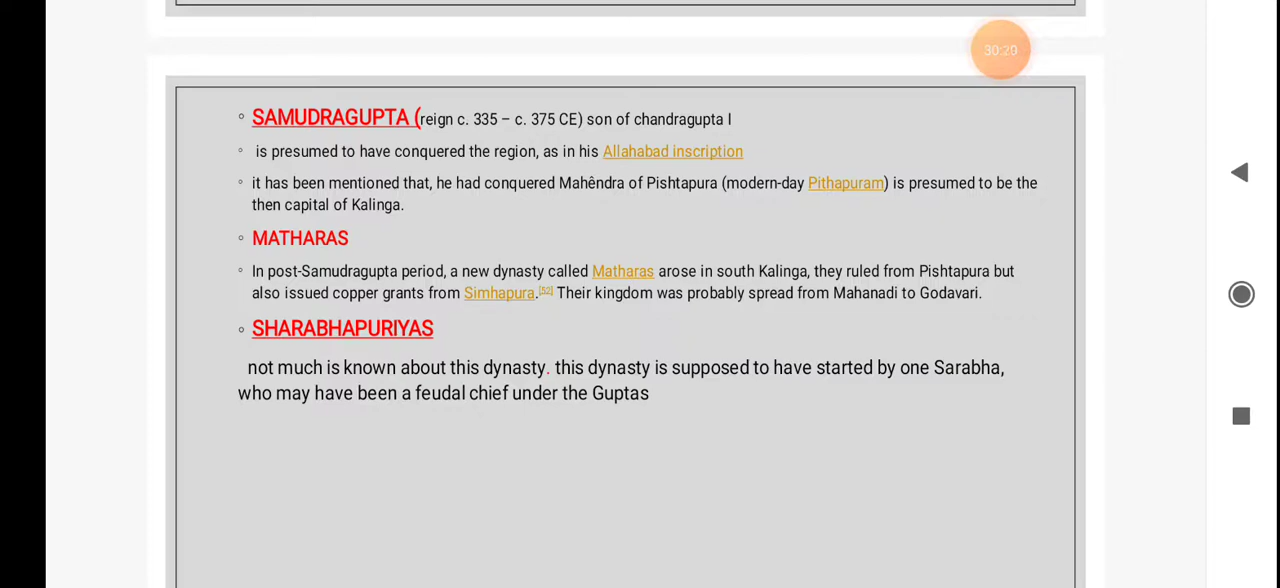 30:29
SAMUDRAGUPTA (reign c. 335 – c. 375 CE) son of chandragupta I
is presumed to have conquered the region, as in his Allahabad inscription
it has been mentioned that, he had conquered Mahêndra of Pishtapura (modern-day Pithapuram) is presumed to be the
then capital of Kalinga.
MATHARAS
In post-Samudragupta period, a new dynasty called Matharas arose in south Kalinga, they ruled from Pishtapura but
also issued copper grants from Simhapura.[52] Their kingdom was probably spread from Mahanadi to Godavari.
SHARABHAPURIYAS
not much is known about this dynasty. this dynasty is supposed to have started by one Sarabha,
who may have been a feudal chief under the Guptas